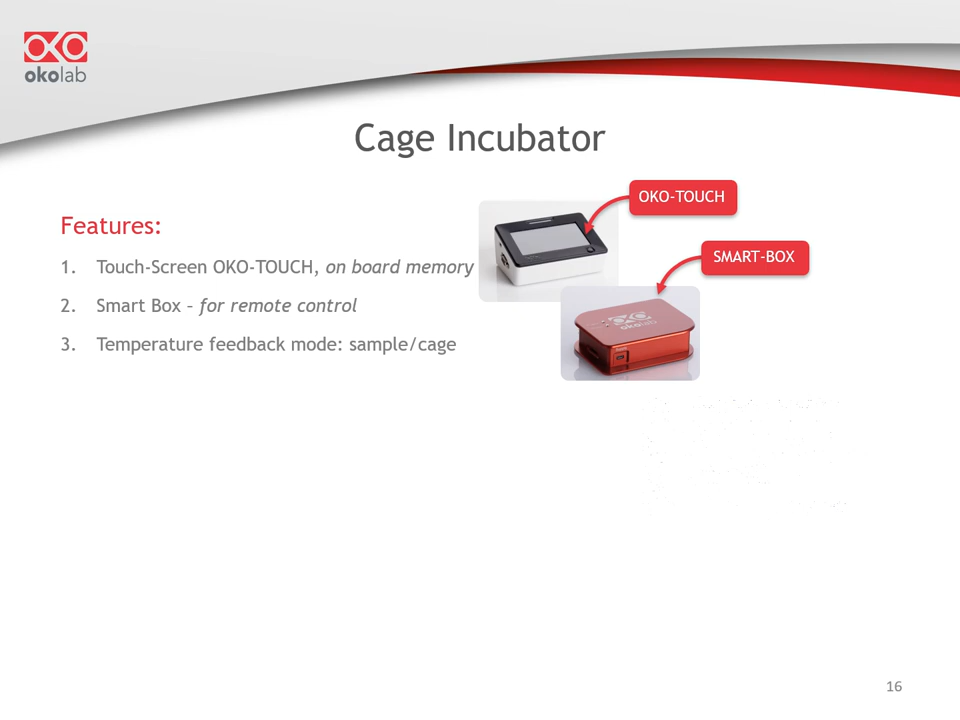 okolab
Cage Incubator
OKO-TOUCH
Features:
SMART-BOX
1. Touch-Screen OKO-TOUCH, on board memory
2. Smart Box – for remote control
okolab
3. Temperature feedback mode: sample/cage
16